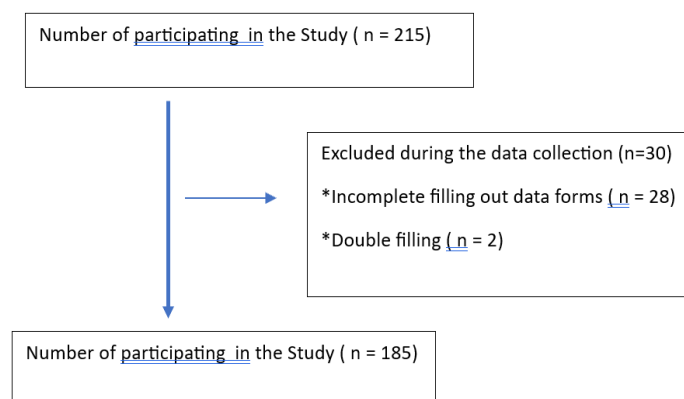 Number of participating in the Study ( n = 215)
Excluded during the data collection (n=30)
*Incomplete filling out data forms ( n = 28)
*Double filling ( n = 2)
Number of participating in the Study ( n = 185)